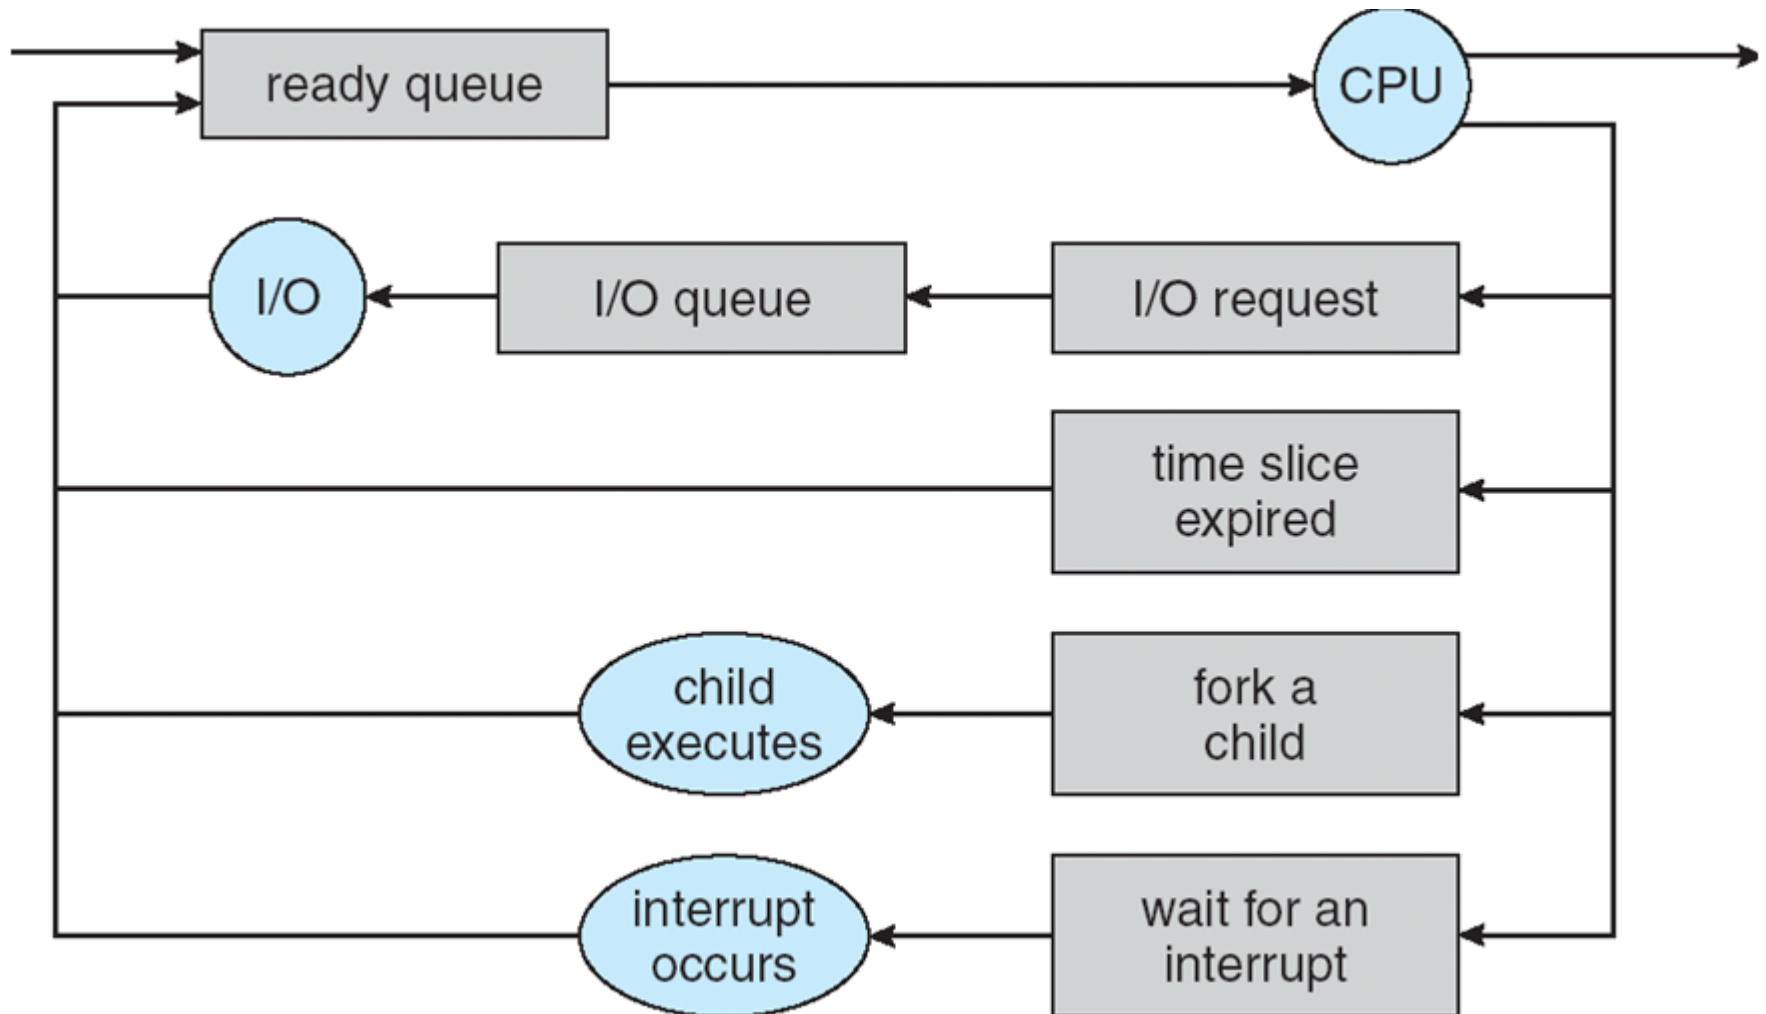 ready queue
CPU
I/O
I/O queue
I/O request
time slice
expired
child
executes
fork a
child
interrupt
occurs
wait for an
interrupt